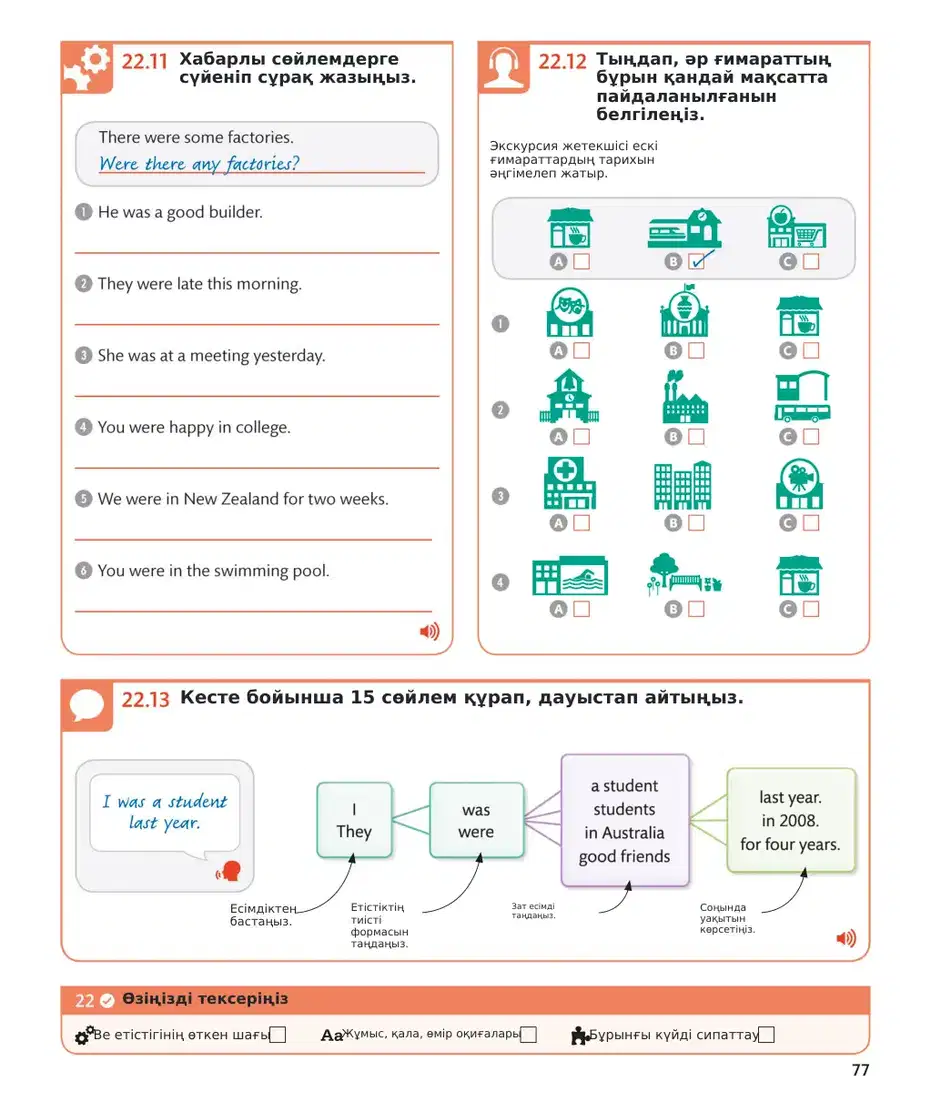 22.11 Хабарлы сөйлемдерге
сүйеніп сұрақ жазыңыз.
There were some factories.
Were there any factories?
1 He was a good builder.
2 They were late this morning.
3 She was at a meeting yesterday.
4 You were happy in college.
5 We were in New Zealand for two weeks.
6 You were in the swimming pool.
22.12 Тыңдап, әр ғимараттың
бұрын қандай мақсатта
пайдаланылғанын
белгілеңіз.
Экскурсия жетекшісі ескі
ғимараттардың тарихын
әңгімелеп жатыр.
A B C
1
A B C
2
A B C
3
A B C
4
A B C
22.13 Кесте бойынша 15 сөйлем құрап, дауыстап айтыңыз.
I was a student
last year.
I
They
was
were
a student
students
in Australia
good friends
last year.
in 2008.
for four years.
Есімдіктен
бастаңыз.
Етістіктің
тиісті
формасын
таңдаңыз.
Зат есімді
таңдаңыз.
Соңында
уақытын
көрсетіңіз.
22 Өзіңізді тексеріңіз
Be етістігінің өткен шағы
Aa Жұмыс, қала, өмір оқиғалары
Бұрынғы күйді сипаттау
77